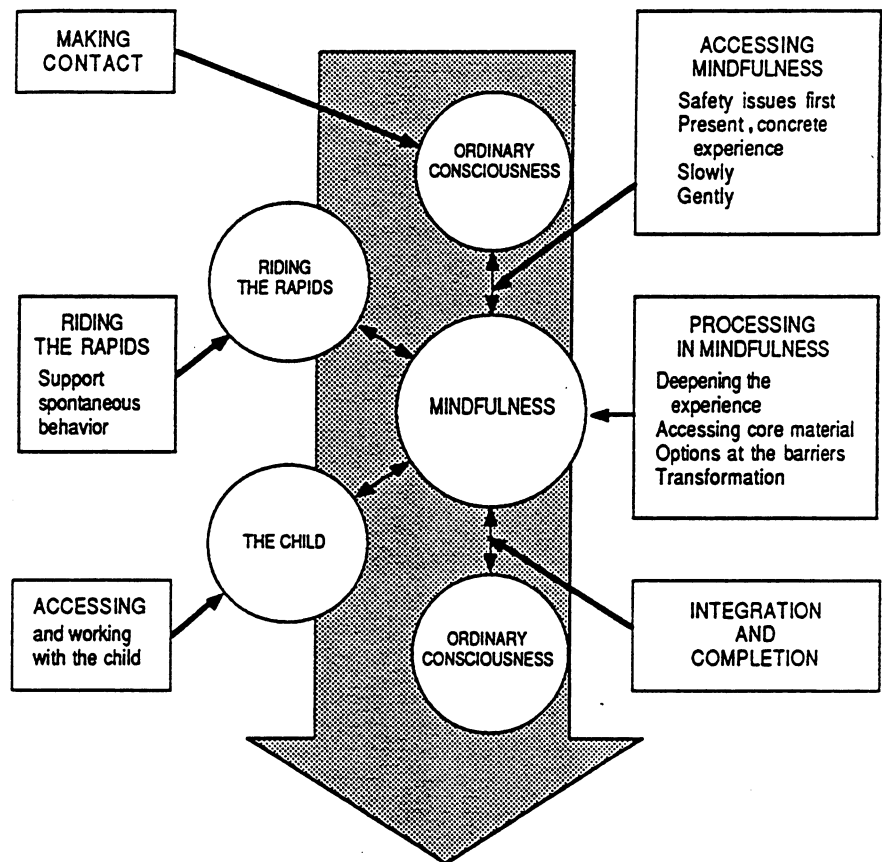 MAKING
CONTACT
ACCESSING
MINDFULNESS
Safety issues first
Present, concrete
experience
Slowly
Gently
ORDINARY
CONSCIOUSNESS
RIDING
THE RAPIDS
RIDING
THE RAPIDS
Support
spontaneous
behavior
MINDFULNESS
PROCESSING
IN MINDFULNESS
Deepening the
experience
Accessing core material
Options at the barriers
Transformation
THE CHILD
ACCESSING
and working
with the child
ORDINARY
CONSCIOUSNESS
INTEGRATION
AND
COMPLETION